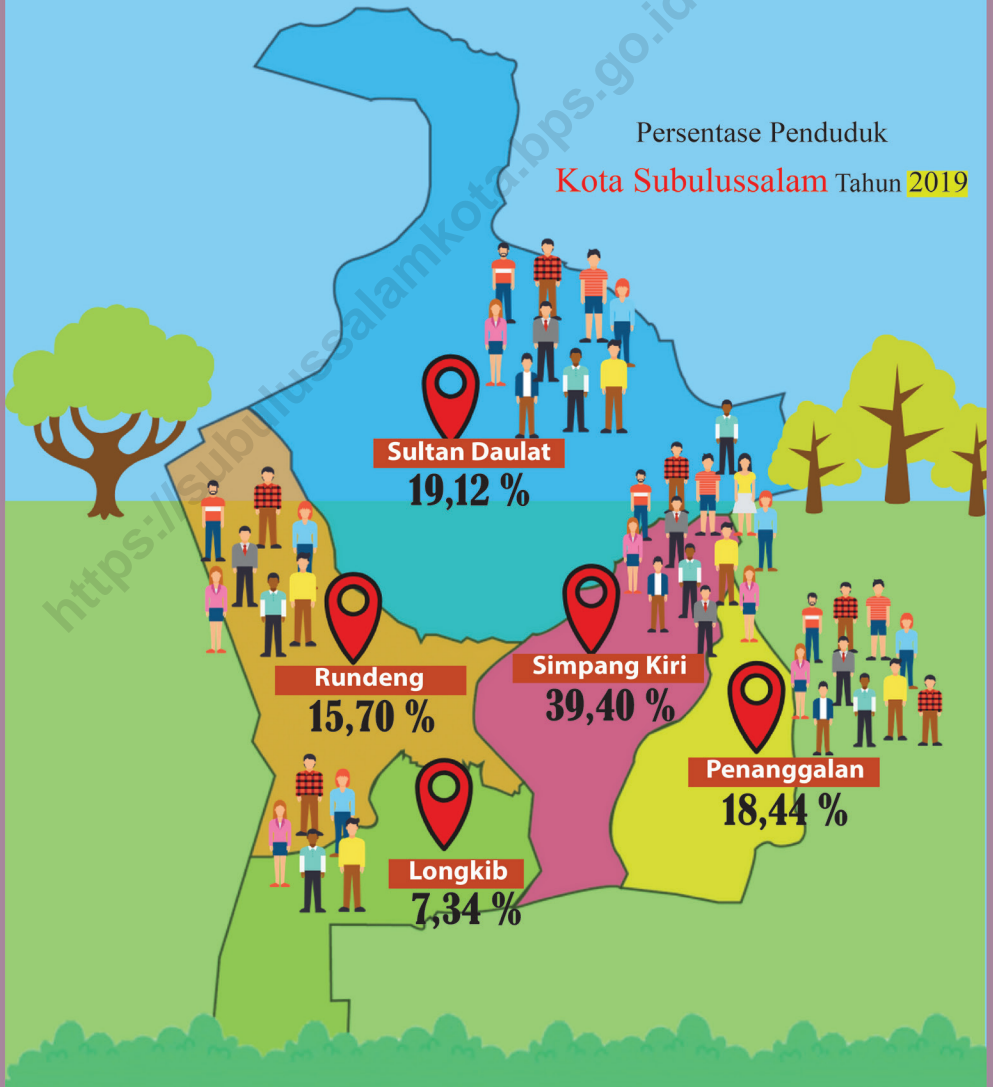 Persentase Penduduk
Kota Subulussalam Tahun 2019
Sultan Daulat
19,12 %
Rundeng
15,70 %
Simpang Kiri
39,40 %
Penanggalan
18,44 %
Longkib
7,34 %
https://subulussalamkota.bps.go.id